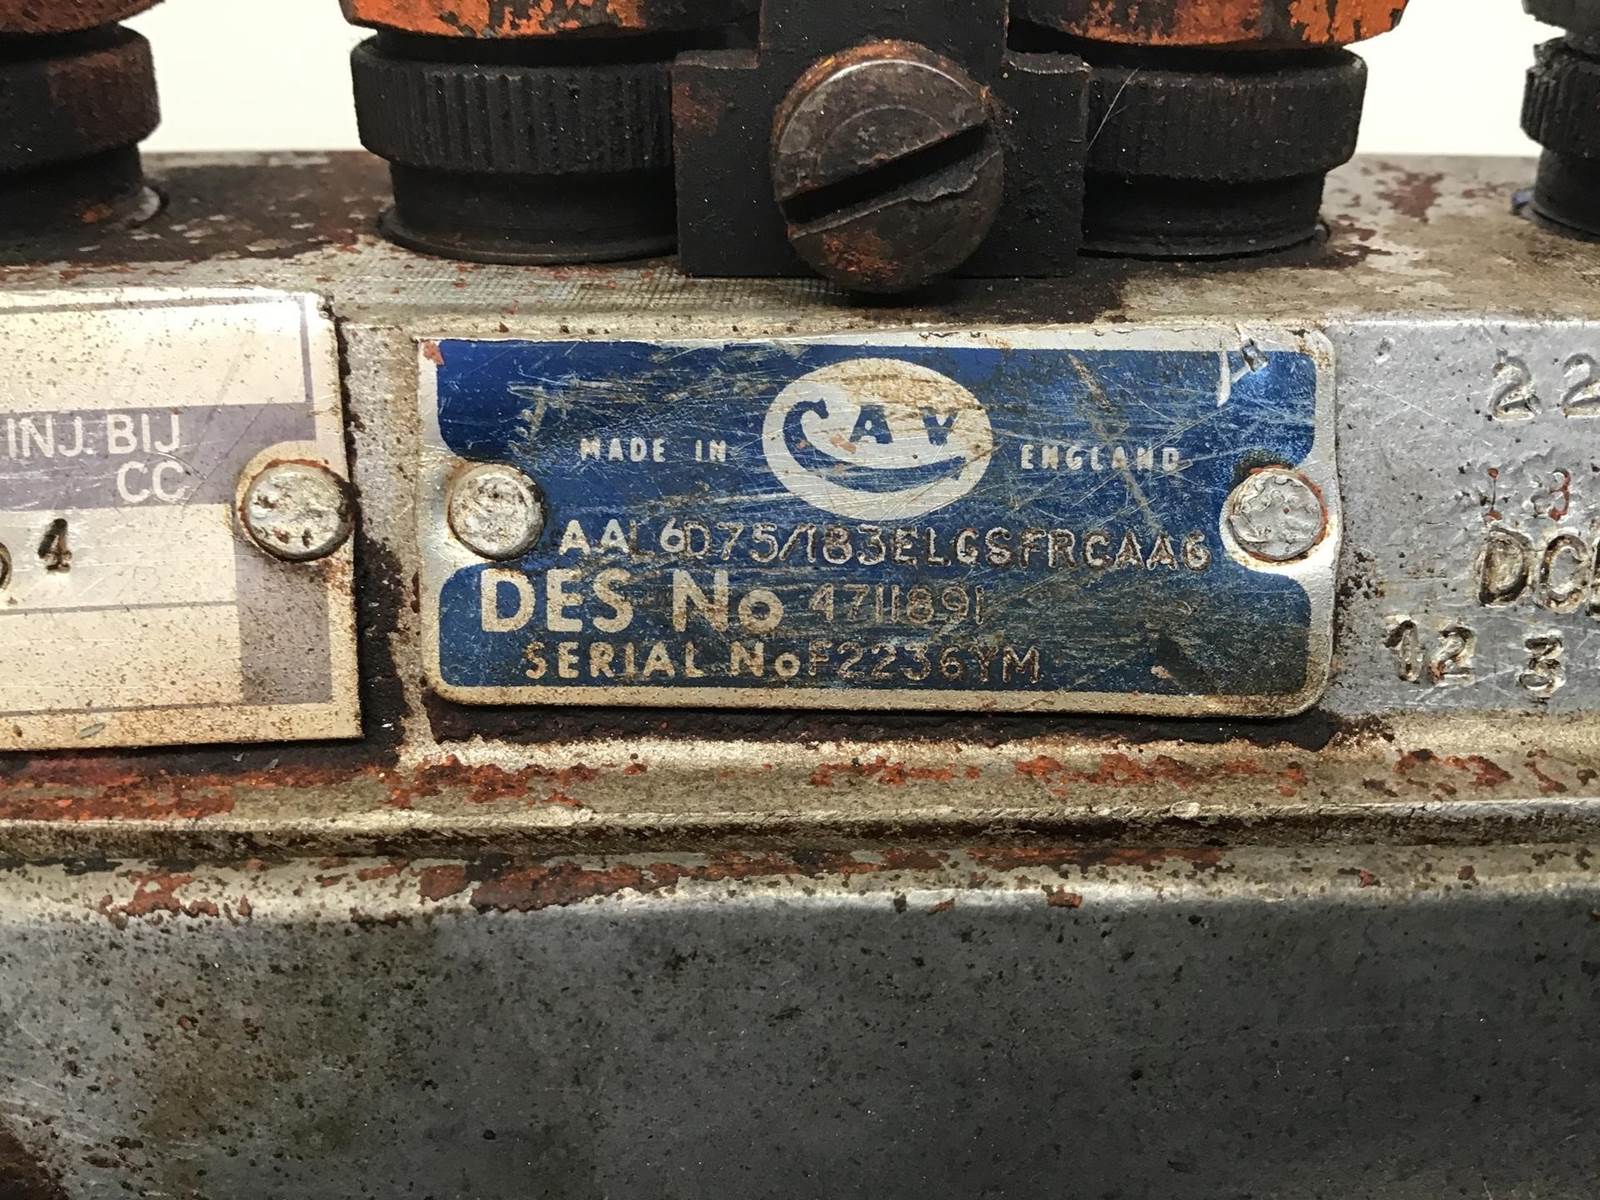 INJ. BIJ
CC
4
CAV
MADE IN ENGLAND
AAL6D75/183ELGSFRCAA6
DES No 4711891
SERIAL No F2236YM
22
DC
12 3